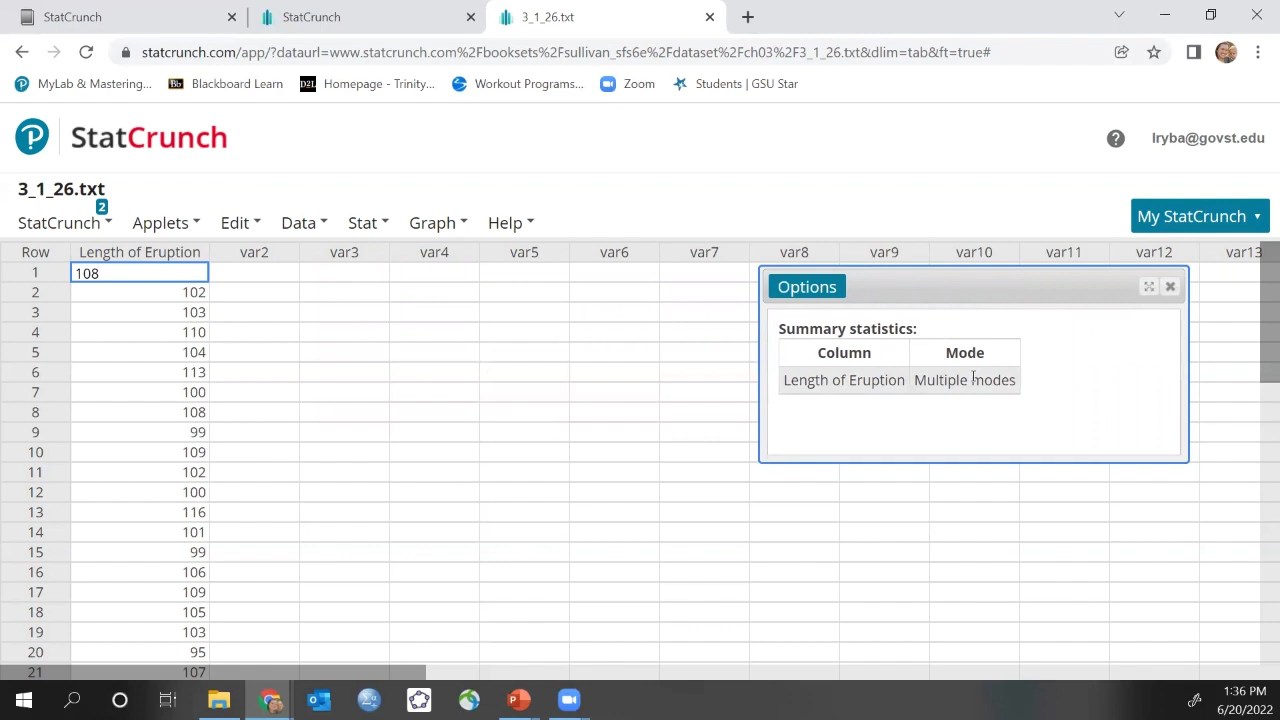 StatCrunch
StatCrunch
3_1_26.txt
statcrunch.com/app/?dataurl=www.statcrunch.com%2Fbooksets%2Fsullivan_sfs6e%2Fdataset%2Fch03%2F3_1_26.txt&dlim=tab&ft=true#
MyLab & Mastering... Bb Blackboard Learn D2L Homepage - Trinity... Workout Programs... Zoom Students | GSU Star
P StatCrunch ? lryba@govst.edu
3_1_26.txt
2
StatCrunch Applets Edit Data Stat Graph Help My StatCrunch
Row Length of Eruption var2 var3 var4 var5 var6 var7 var8 var9 var10 var11 var12 var13
1 108
2 102
3 103
4 110
5 104
6 113
7 100
8 108
9 99
10 109
11 102
12 100
13 116
14 101
15 99
16 106
17 109
18 105
19 103
20 95
21 107
Options
Summary statistics:
Column Mode
Length of Eruption Multiple modes
1:36 PM
6/20/2022